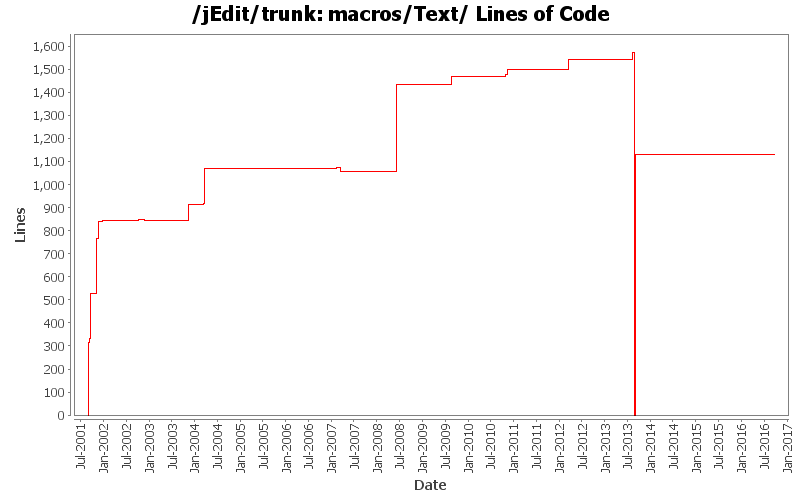 /jEdit/trunk: macros/Text/ Lines of Code
1,600
1,500
1,400
1,300
1,200
1,100
1,000
900
800
700
600
500
400
300
200
100
0
Lines
Jul-2001
Jan-2002
Jul-2002
Jan-2003
Jul-2003
Jan-2004
Jul-2004
Jan-2005
Jul-2005
Jan-2006
Jul-2006
Jan-2007
Jul-2007
Jan-2008
Jul-2008
Jan-2009
Jul-2009
Jan-2010
Jul-2010
Jan-2011
Jul-2011
Jan-2012
Jul-2012
Jan-2013
Jul-2013
Jan-2014
Jul-2014
Jan-2015
Jul-2015
Jan-2016
Jul-2016
Jan-2017
Date